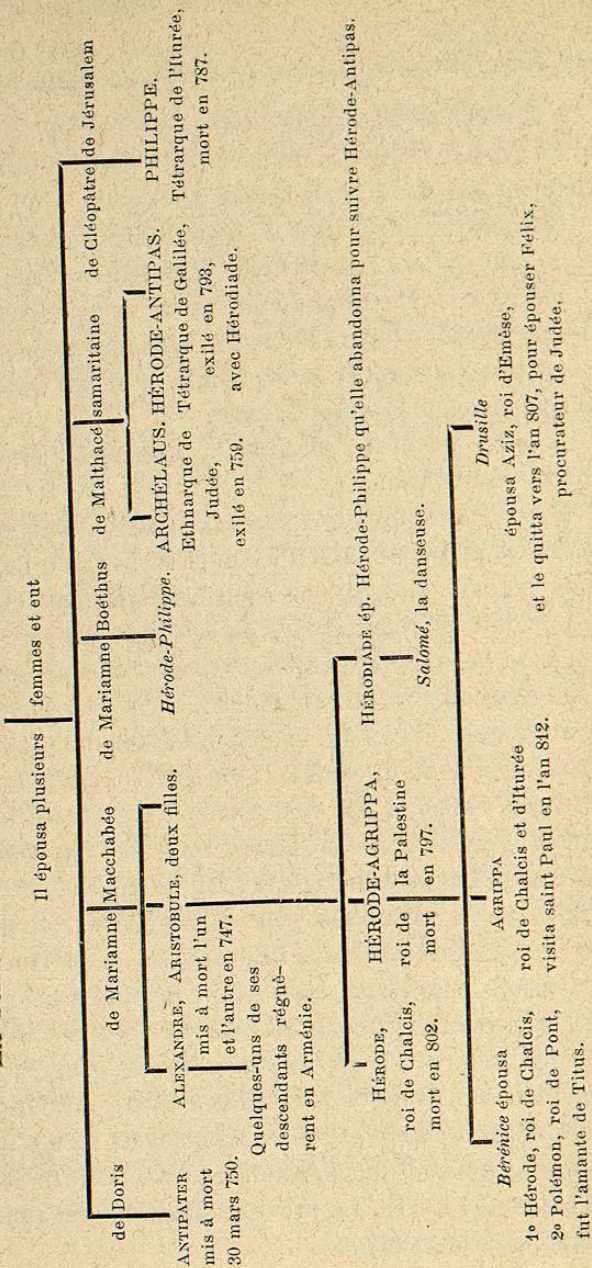 Il épousa plusieurs femmes et eut
de Doris
de Mariamne Macchabée
de Mariamne Boéthus
de Malthacé samaritaine
de Cléopâtre de Jérusalem
ANTIPATER
mis à mort
30 mars 750.
ALEXANDRE, ARISTOBULE, deux filles.
mis à mort l'un
et l'autre en 747.
Quelques-uns de ses
descendants régnè-
rent en Arménie.
Hérode-Philippe.
ARCHÉLAUS.
Ethnarque de
Judée,
exilé en 759.
HÉRODE-ANTIPAS.
Tétrarque de Galilée,
exilé en 793,
avec Hérodiade.
PHILIPPE.
Tétrarque de l'Iturée,
mort en 787.
HÉRODE,
roi de Chalcis,
mort en 802.
HÉRODE-AGRIPPA,
roi de la Palestine
mort en 797.
HÉRODIADE ép. Hérode-Philippe qu'elle abandonna pour suivre Hérode-Antipas.
Salomé, la danseuse.
Bérénice épousa
1o Hérode, roi de Chalcis,
2o Polémon, roi de Pont,
fut l'amante de Titus.
AGRIPPA
roi de Chalcis et d'Iturée
visita saint Paul en l'an 812.
Drusille
épousa Aziz, roi d'Emèse,
et le quitta vers l'an 807, pour épouser Félix,
procurateur de Judée,